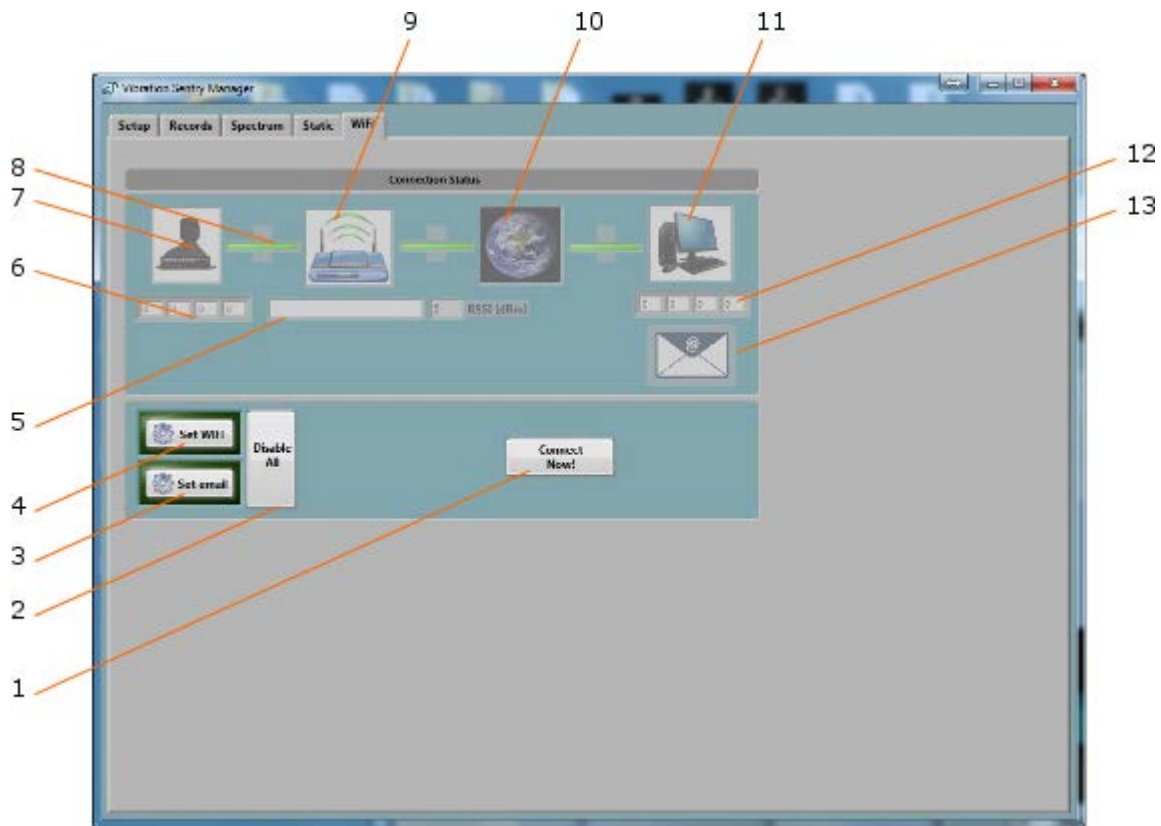 9 10 11
Vibration Sentry Manager
Setup Records Spectrum Static WiFi
8
Connection Status
12
7
13
6
RSSI [dBm]
5
@
Set WiFi
Disable
All
Connect
Now!
4
Set email
3
2
1